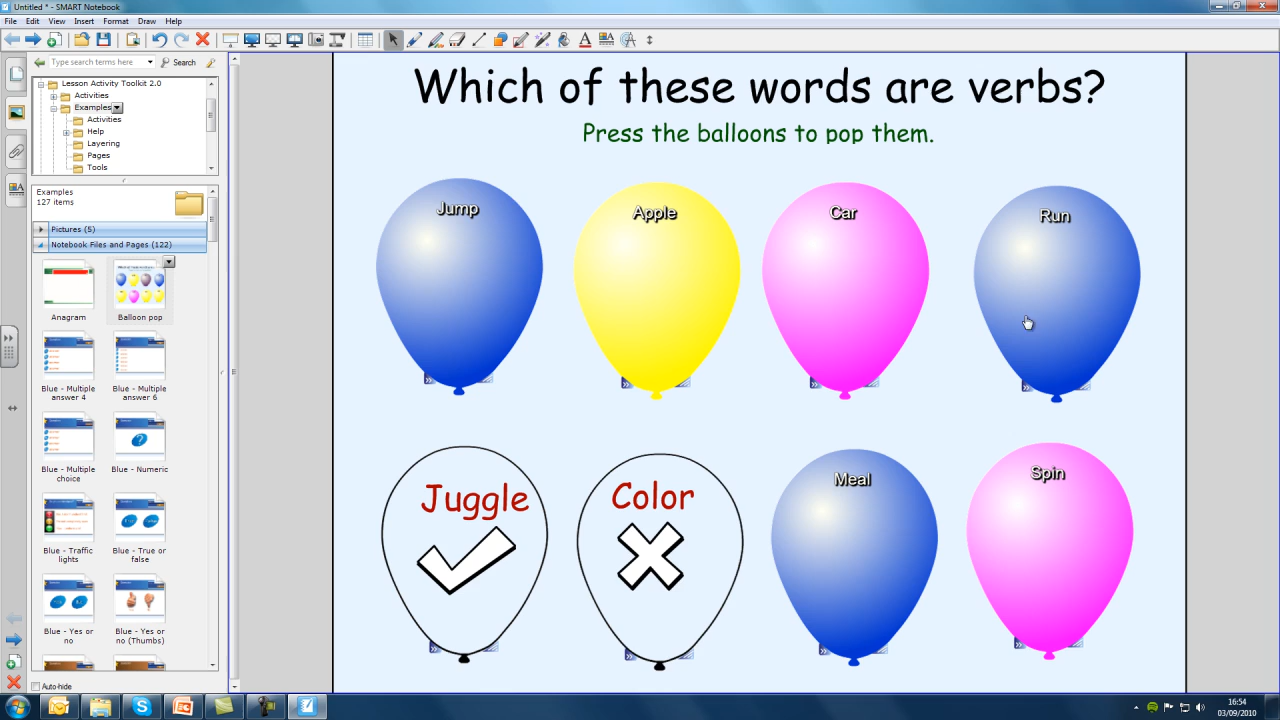 Untitled * - SMART Notebook
File Edit View Insert Format Draw Help
Type search terms here Search
Lesson Activity Toolkit 2.0
Activities
Examples
Activities
Help
Layering
Pages
Tools
Examples
127 items
Pictures (5)
Notebook Files and Pages (122)
Anagram
Balloon pop
Blue - Multiple answer 4
Blue - Multiple answer 6
Blue - Multiple choice
Blue - Numeric
Blue - Traffic lights
Blue - True or false
Blue - Yes or no
Blue - Yes or no (Thumbs)
Auto-hide
Which of these words are verbs?
Press the balloons to pop them.
Jump
Apple
Car
Run
Juggle
Color
Meal
Spin
16:54
03/09/2010